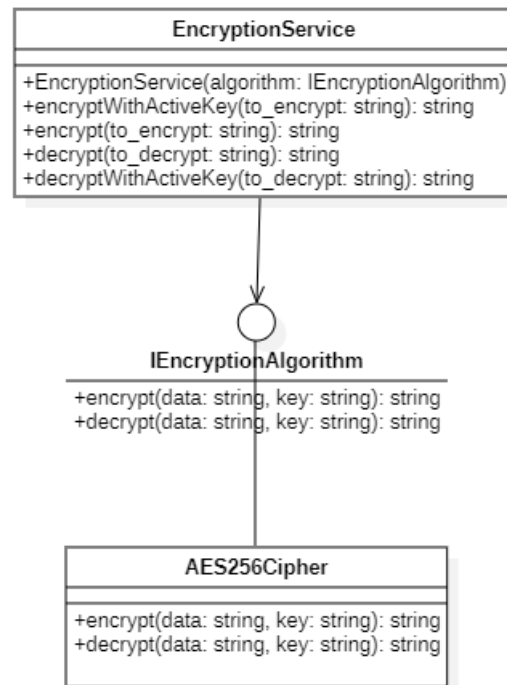 EncryptionService
+EncryptionService(algorithm: IEncryptionAlgorithm)
+encryptWithActiveKey(to_encrypt: string): string
+encrypt(to_encrypt: string): string
+decrypt(to_decrypt: string): string
+decryptWithActiveKey(to_decrypt: string): string
IEncryptionAlgorithm
+encrypt(data: string, key: string): string
+decrypt(data: string, key: string): string
AES256Cipher
+encrypt(data: string, key: string): string
+decrypt(data: string, key: string): string